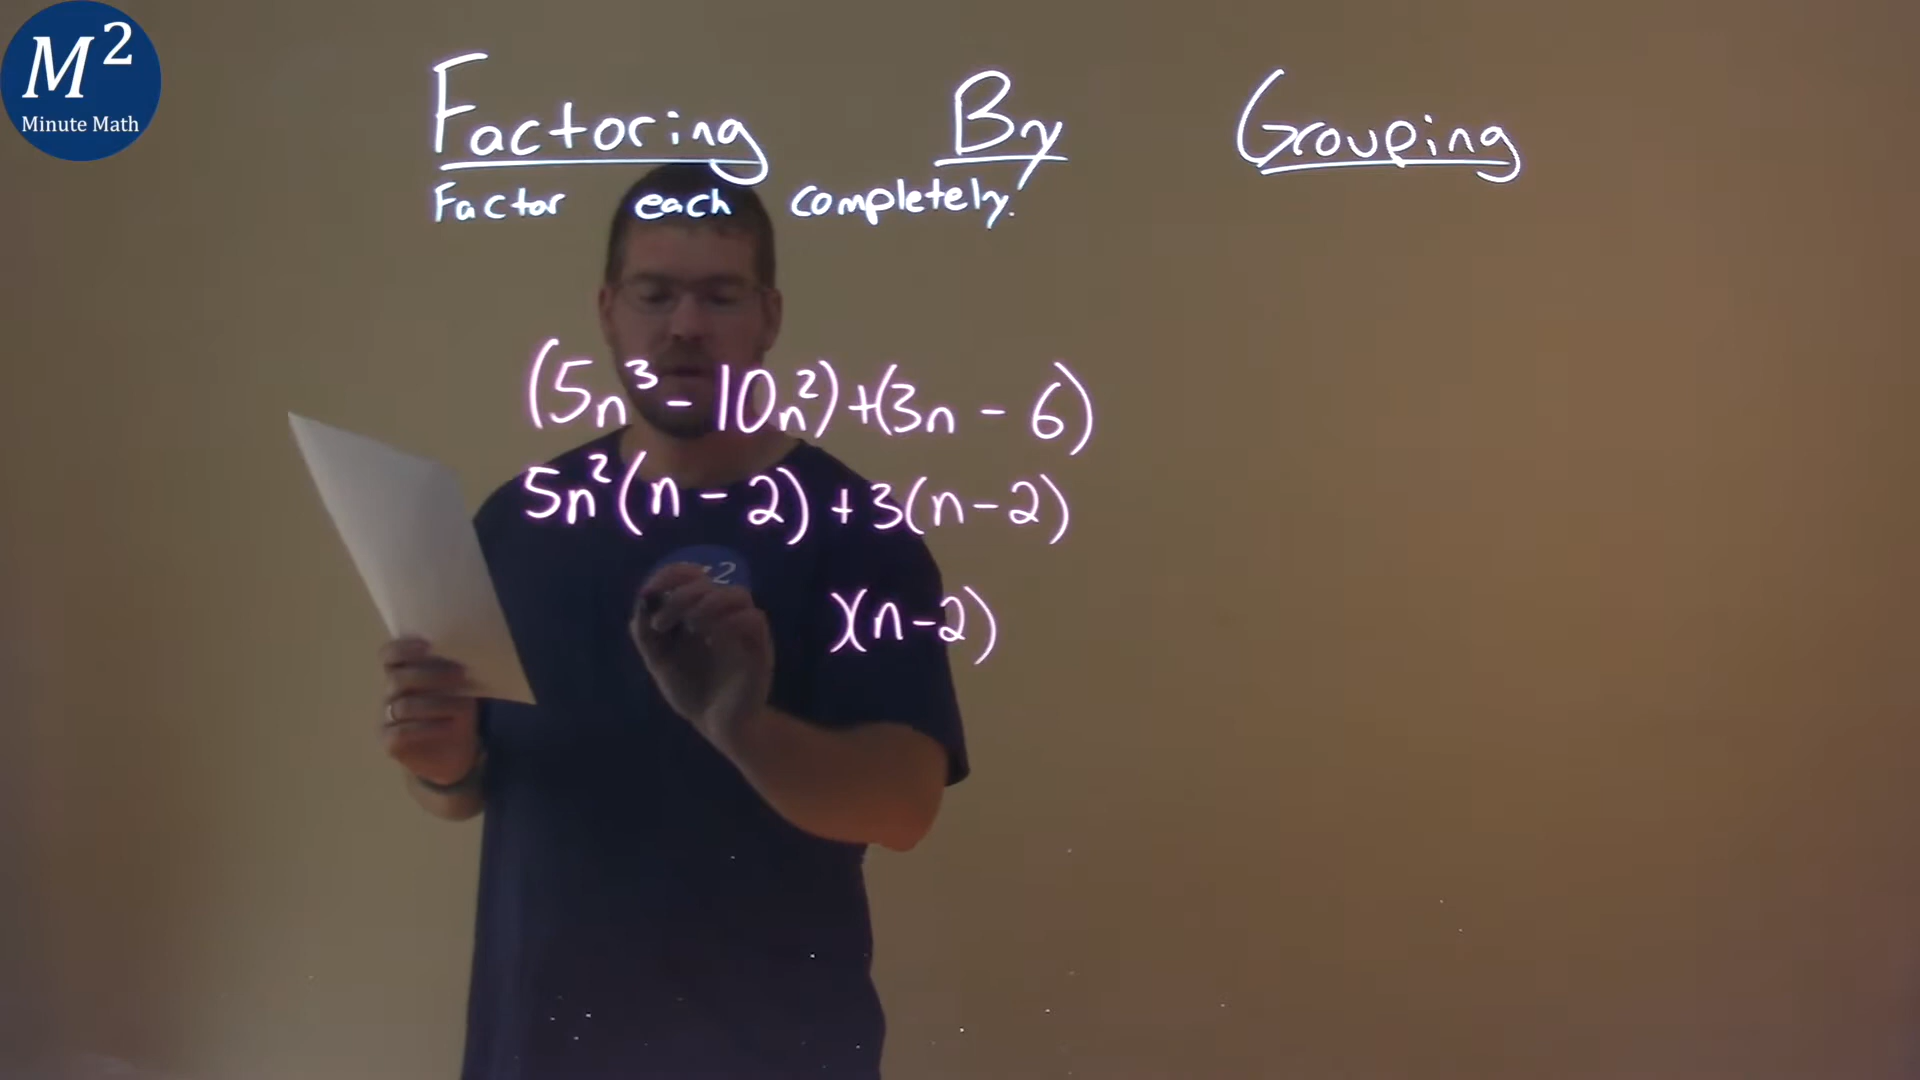 M²
Minute Math
Factoring By Grouping
Factor each completely.
(5n³ - 10n²) + (3n - 6)
5n²(n - 2) + 3(n - 2)
)(n - 2)